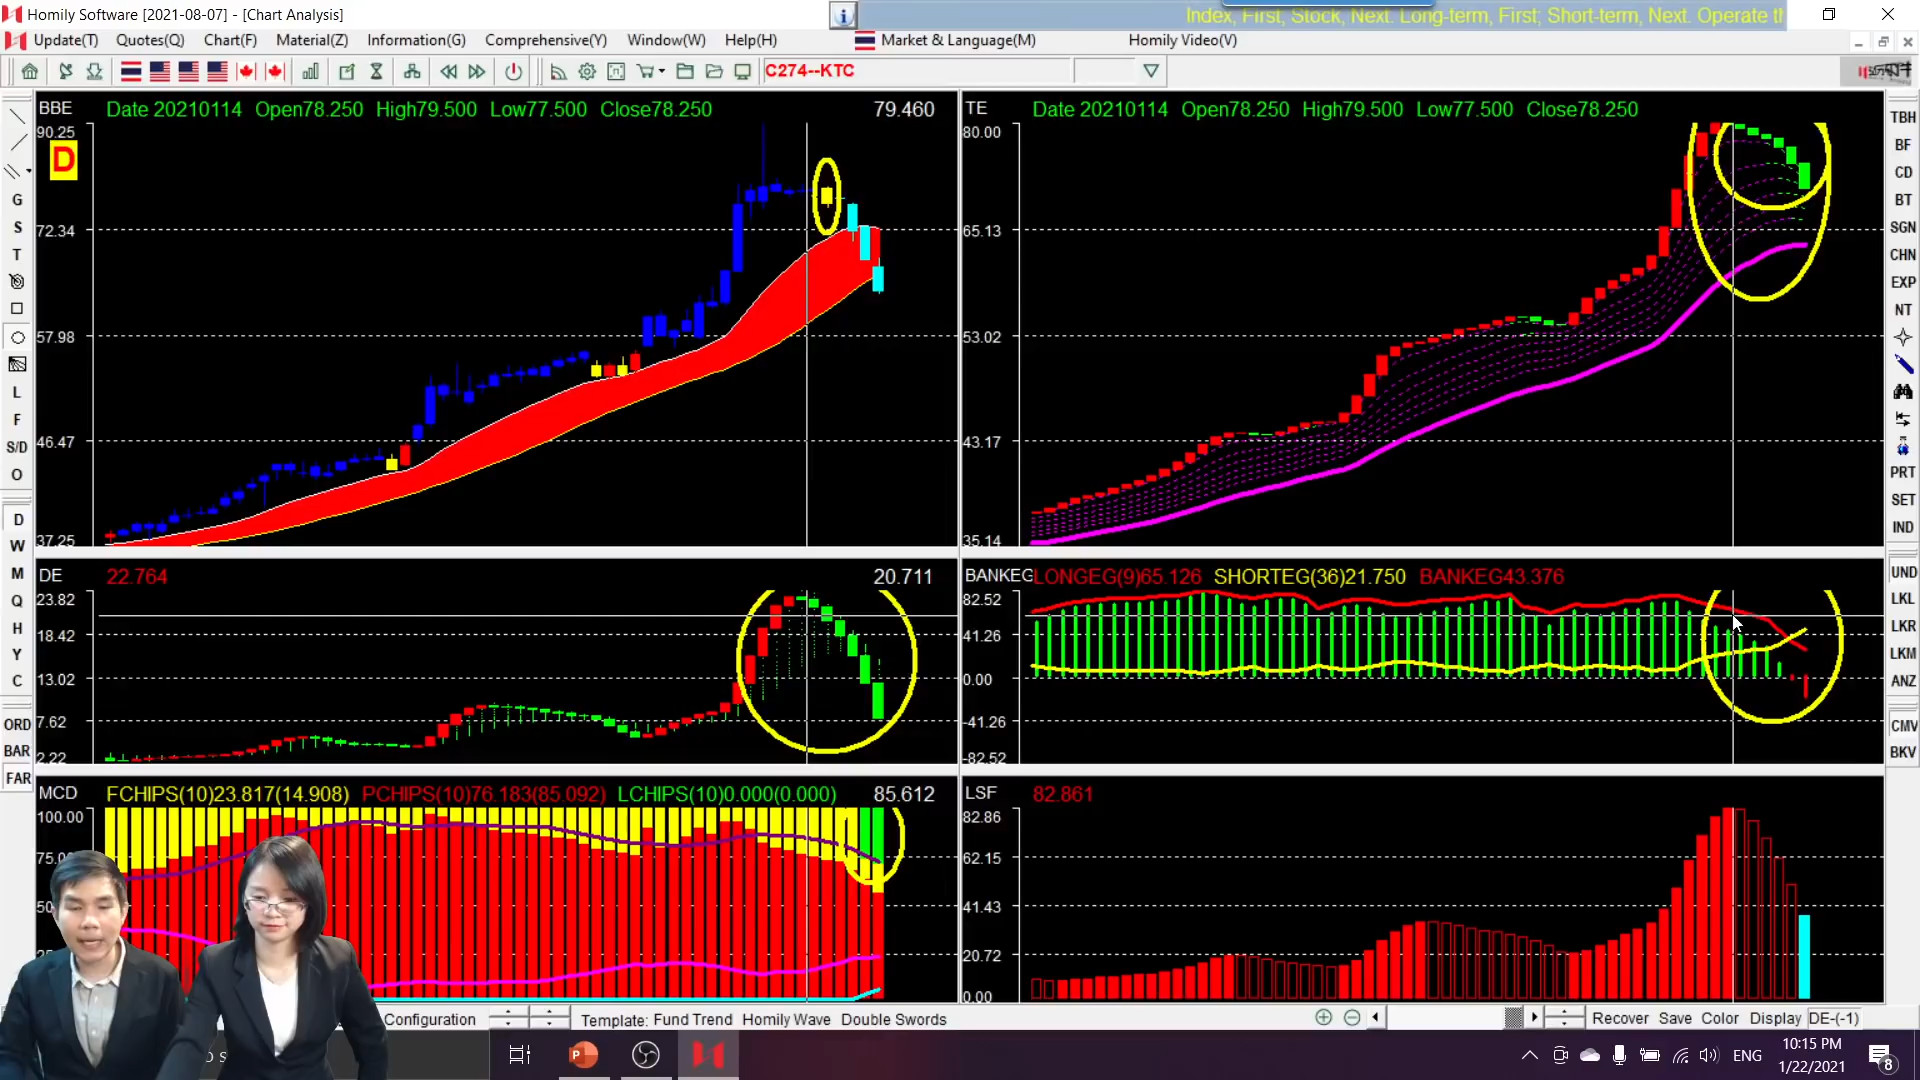 Homily Software [2021-08-07] - [Chart Analysis]
Index, First, Stock, Next. Long-term, First; Short-term, Next. Operate th
Update(T) Quotes(Q) Chart(F) Material(Z) Information(G) Comprehensive(Y) Window(W) Help(H) Market & Language(M) Homily Video(V)
C274--KTC
BBE Date 20210114 Open78.250 High79.500 Low77.500 Close78.250 79.460
90.25
D
72.34
57.98
46.47
37.25
TE Date 20210114 Open78.250 High79.500 Low77.500 Close78.250
80.00
65.13
53.02
43.17
35.14
DE 22.764 20.711
23.82
18.42
13.02
7.62
2.22
BANKEG LONGEG(9)65.126 SHORTEG(36)21.750 BANKEG43.376
82.52
41.26
0.00
-41.26
-82.52
MCD FCHIPS(10)23.817(14.908) PCHIPS(10)76.183(85.092) LCHIPS(10)0.000(0.000) 85.612
100.00
75.00
50
25
LSF 82.861
82.86
62.15
41.43
20.72
0.00
G
S
T
L
F
S/D
O
D
W
M
Q
H
Y
C
ORD
BAR
FAR
TBH
BF
CD
BT
SGN
CHN
EXP
NT
PRT
SET
IND
UND
LKL
LKR
LKM
ANZ
CMV
BKV
Configuration Template: Fund Trend Homily Wave Double Swords Recover Save Color Display DE-(-1)
o s
P
ENG
10:15 PM
1/22/2021
8